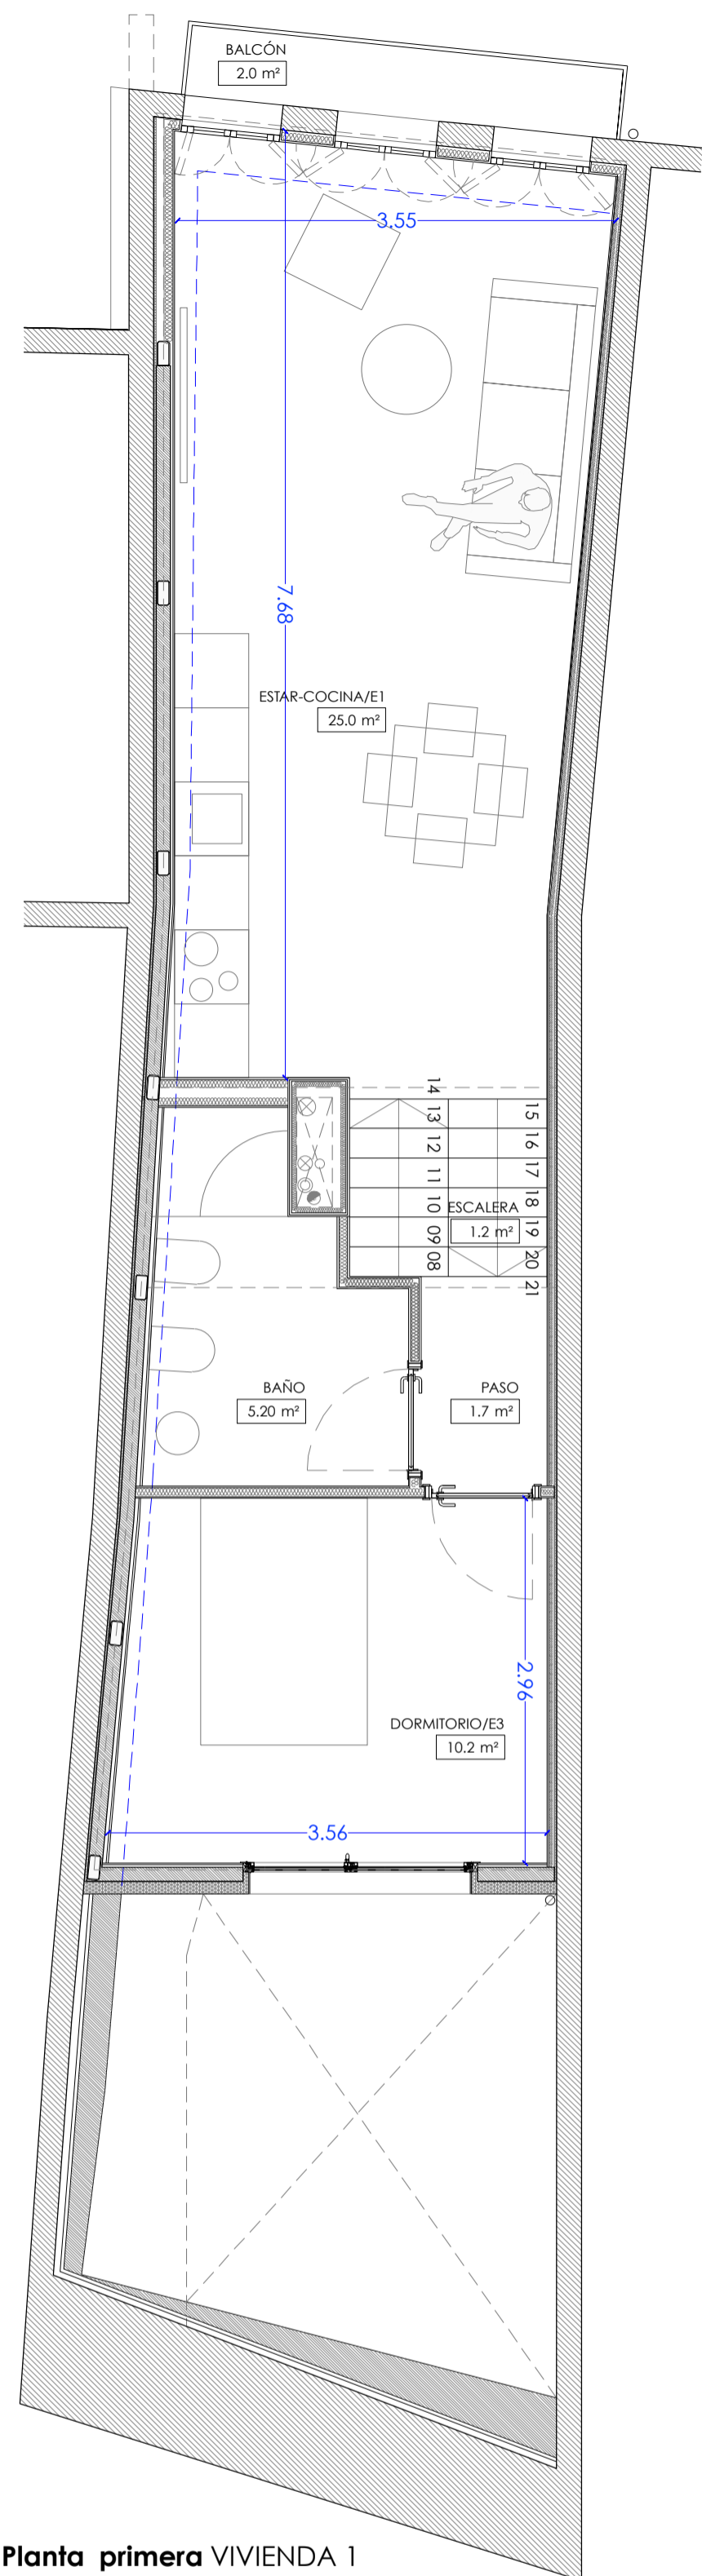 BALCÓN
2.0 m²
3.55
7.68
ESTAR-COCINA/E1
25.0 m²
14
13
12
11
10
09
08
15
16
17
18
19
20
21
ESCALERA
1.2 m²
BAÑO
5.20 m²
PASO
1.7 m²
2.96
DORMITORIO/E3
10.2 m²
3.56
Planta primera VIVIENDA 1